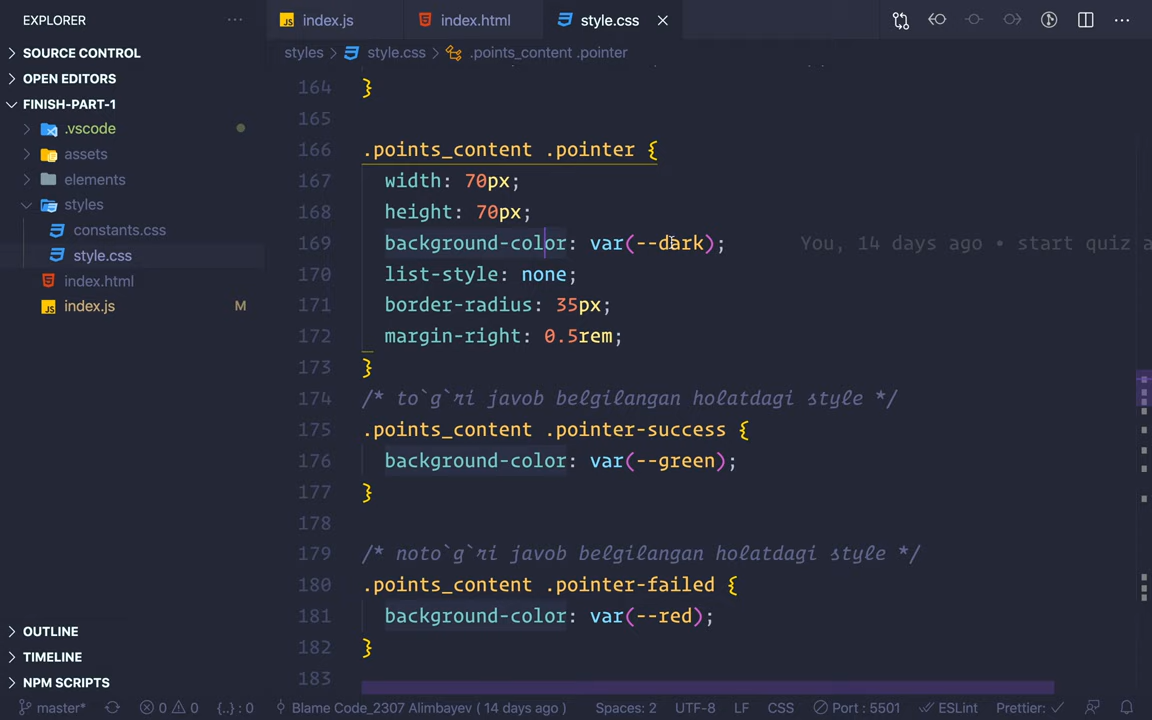 EXPLORER
index.js
index.html
style.css
SOURCE CONTROL
styles
style.css
.points_content .pointer
OPEN EDITORS
FINISH-PART-1
.vscode
assets
elements
styles
constants.css
style.css
index.html
index.js M
164 }
165
166 .points_content .pointer {
167 width: 70px;
168 height: 70px;
169 background-color: var(--dark); You, 14 days ago • start quiz a
170 list-style: none;
171 border-radius: 35px;
172 margin-right: 0.5rem;
173 }
174 /* to`g`ri javob belgilangan holatdagi style */
175 .points_content .pointer-success {
176 background-color: var(--green);
177 }
178
179 /* noto`g`ri javob belgilangan holatdagi style */
180 .points_content .pointer-failed {
181 background-color: var(--red);
182 }
183
OUTLINE
TIMELINE
NPM SCRIPTS
master* 0 0 {..} : 0 Blame Code_2307 Alimbayev ( 14 days ago ) Spaces: 2 UTF-8 LF CSS Port : 5501 ESLint Prettier: